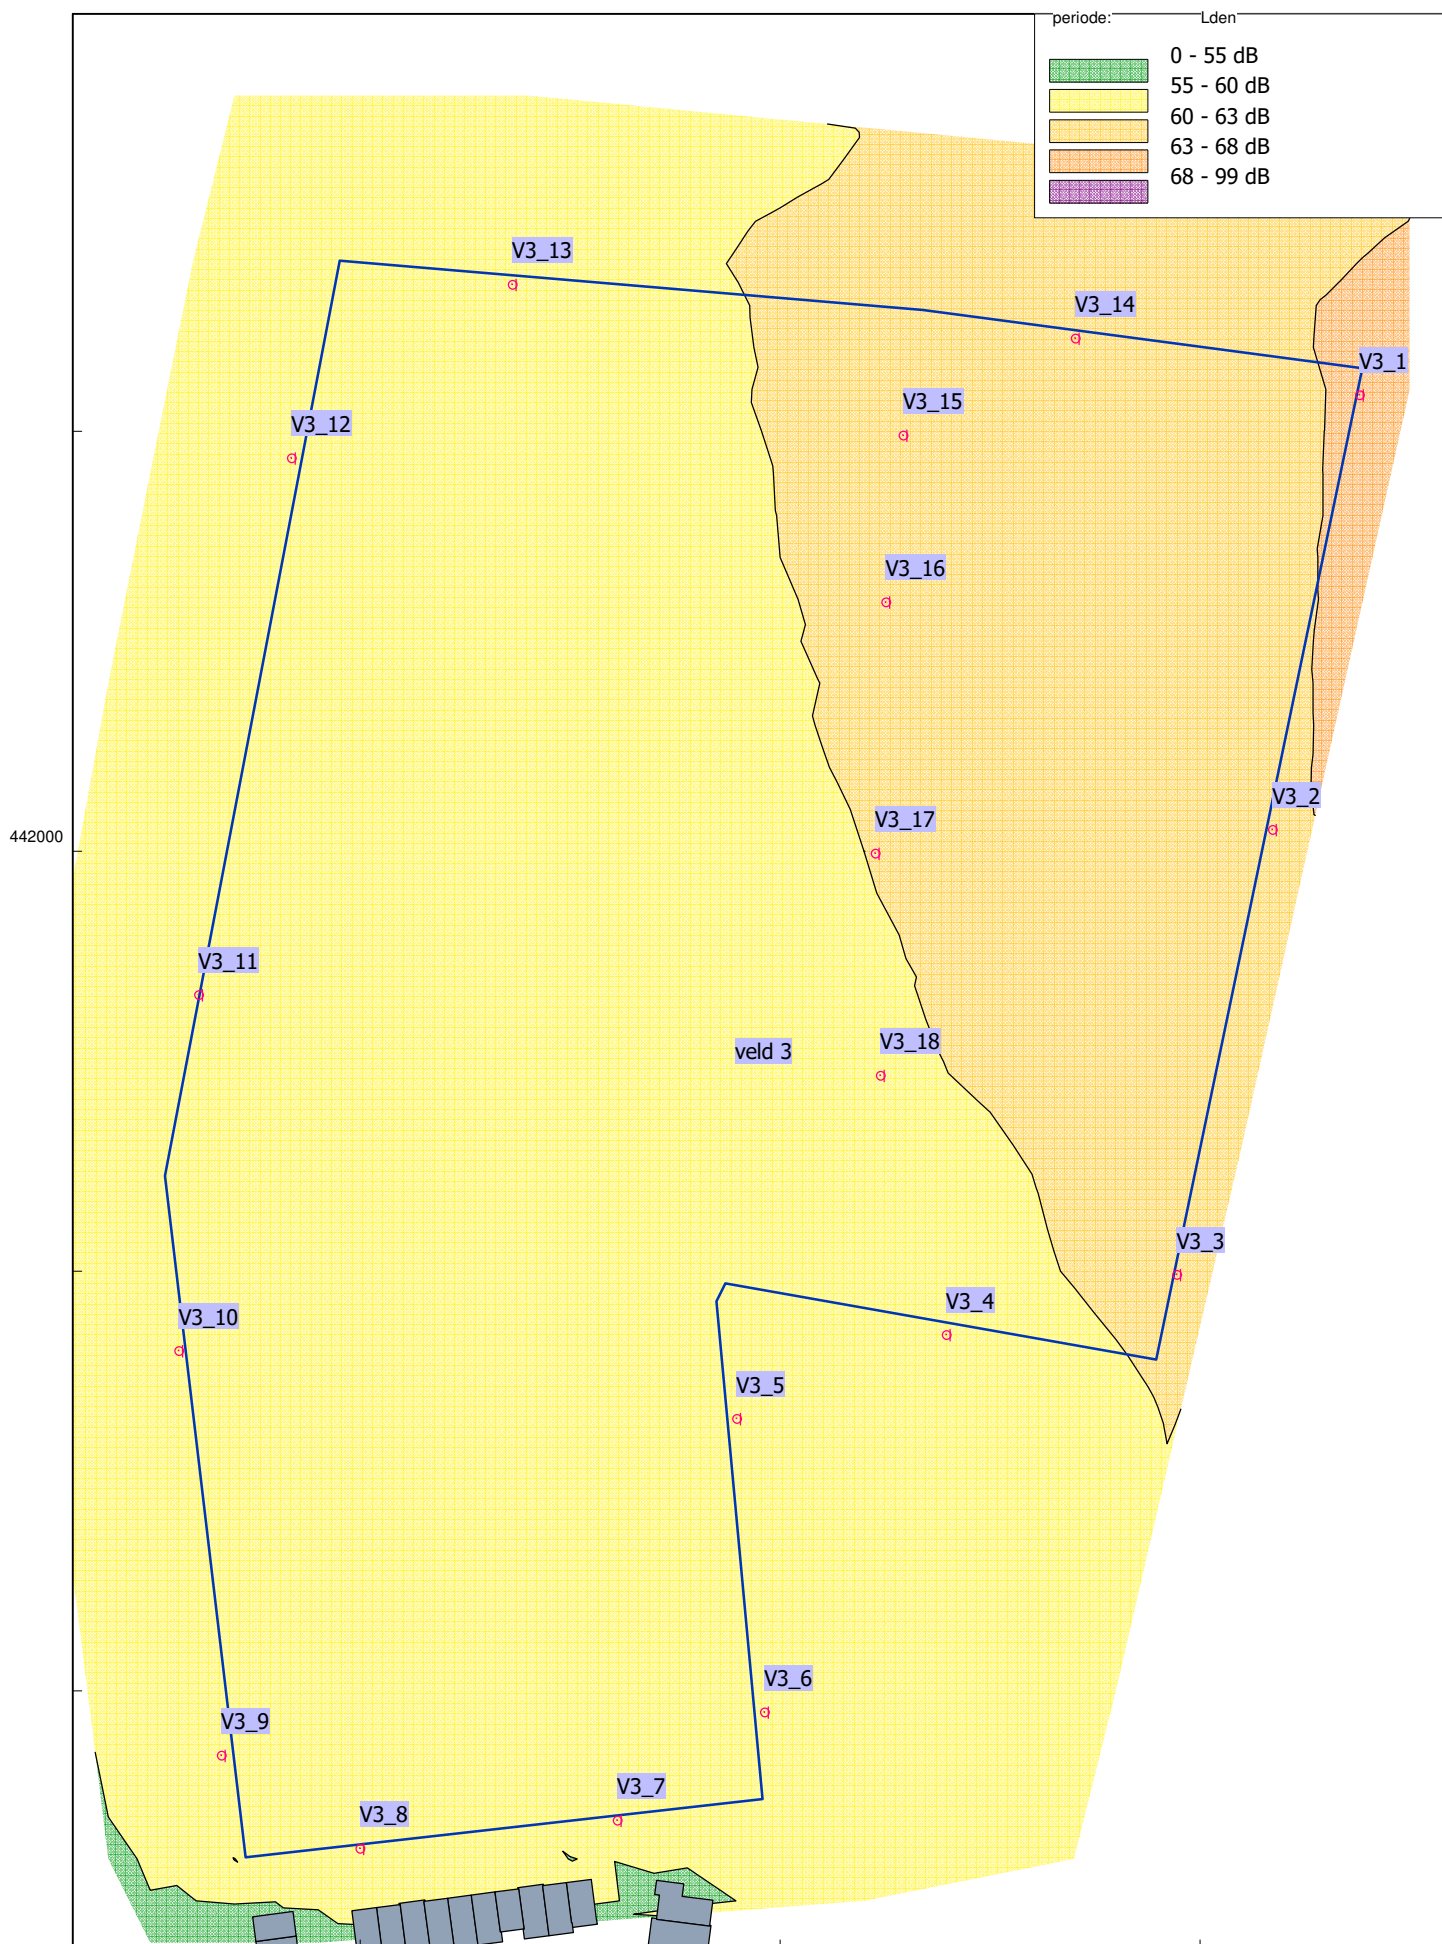 periode: Lden
0 - 55 dB
55 - 60 dB
60 - 63 dB
63 - 68 dB
68 - 99 dB
V3_13
V3_14
V3_1
V3_15
V3_12
V3_16
V3_2
V3_17
442000
V3_11
V3_18
veld 3
V3_3
V3_4
V3_10
V3_5
V3_6
V3_9
V3_7
V3_8